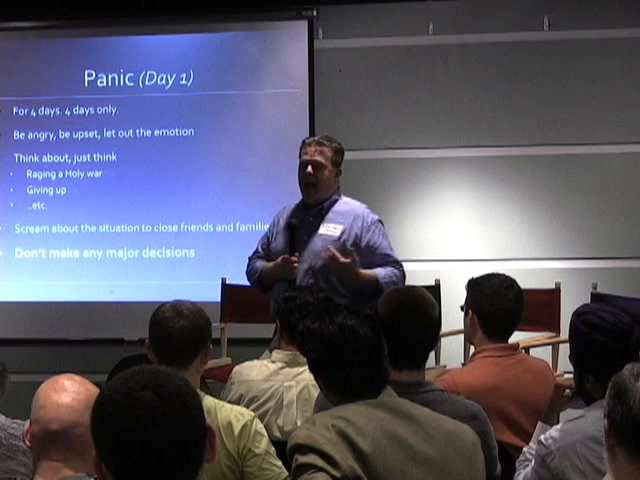 Panic (Day 1)
For 4 days. 4 days only.
Be angry, be upset, let out the emotion
Think about, just think
Raging a Holy war
Giving up
..etc.
Scream about the situation to close friends and familie
Don't make any major decisions